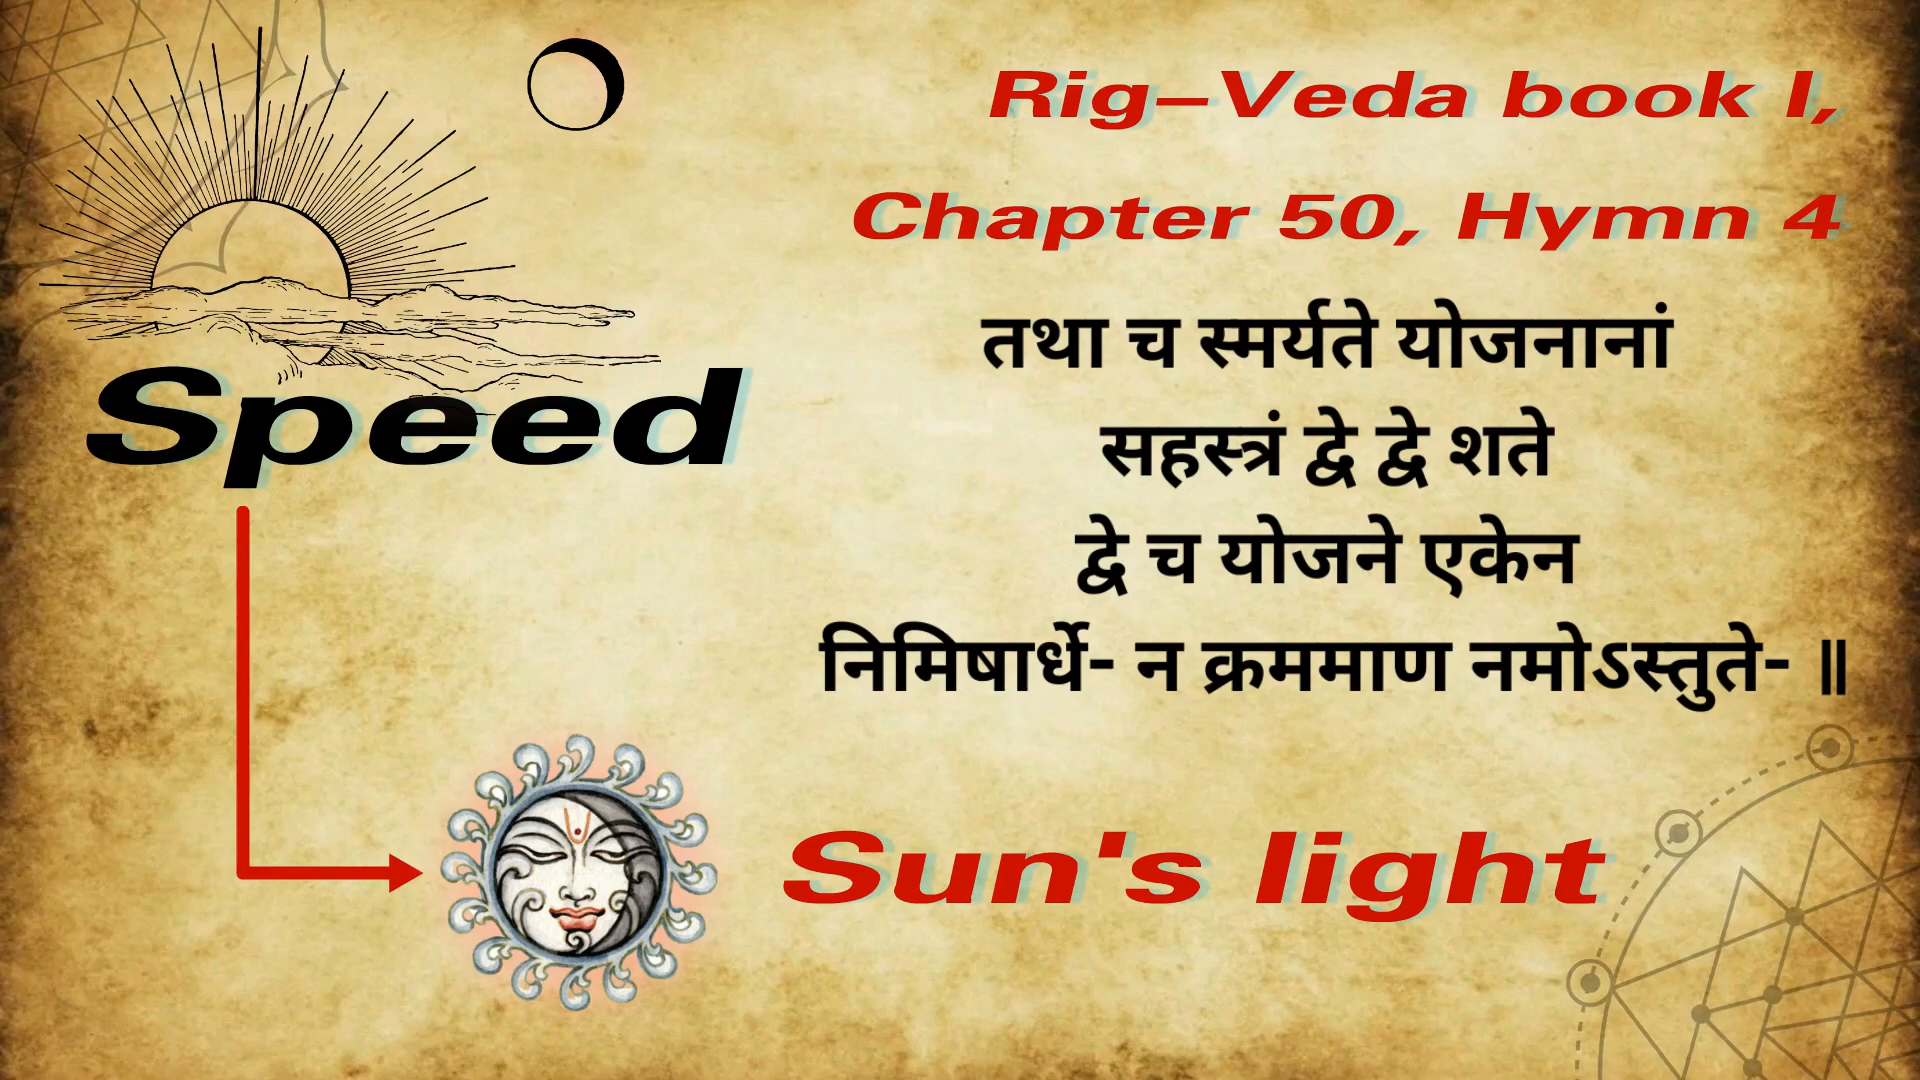 Rig–Veda book I,
Chapter 50, Hymn 4
तथा च स्मर्यते योजनानां
सहस्त्रं द्वे द्वे शते
द्वे च योजने एकेन
निमिषार्धे- न क्रममाण नमोऽस्तुते- ॥
Speed
Sun's light